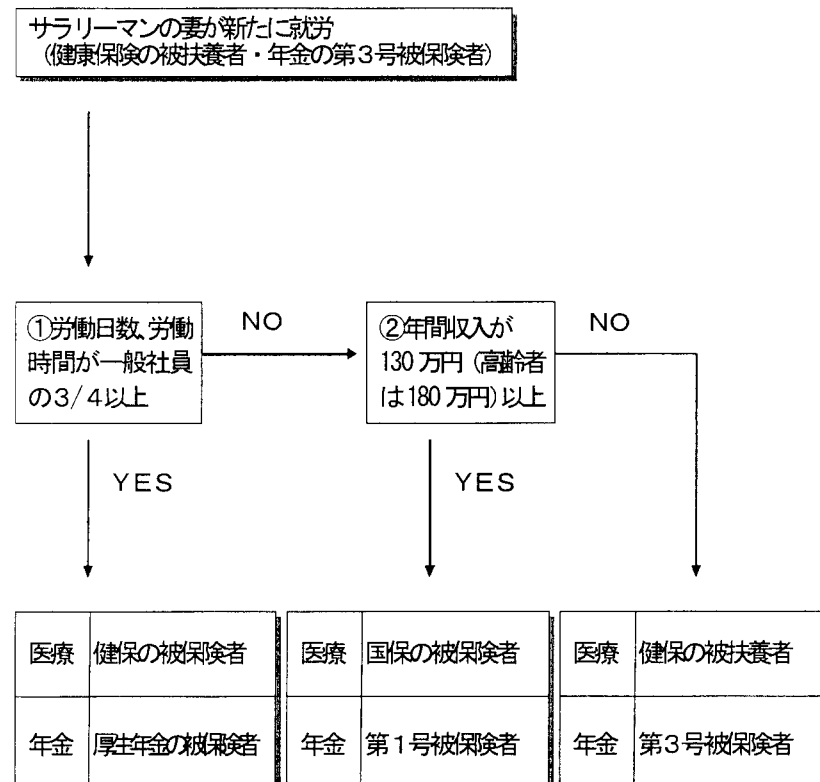 サラリーマンの妻が新たに就労
(健康保険の被扶養者・年金の第3号被保険者)
①労働日数、労働
時間が一般社員
の3/4以上
NO
②年間収入が
130万円(高齢者
は180万円)以上
NO
YES
YES
医療 健保の被保険者
年金 厚生年金の被保険者
医療 国保の被保険者
年金 第1号被保険者
医療 健保の被扶養者
年金 第3号被保険者